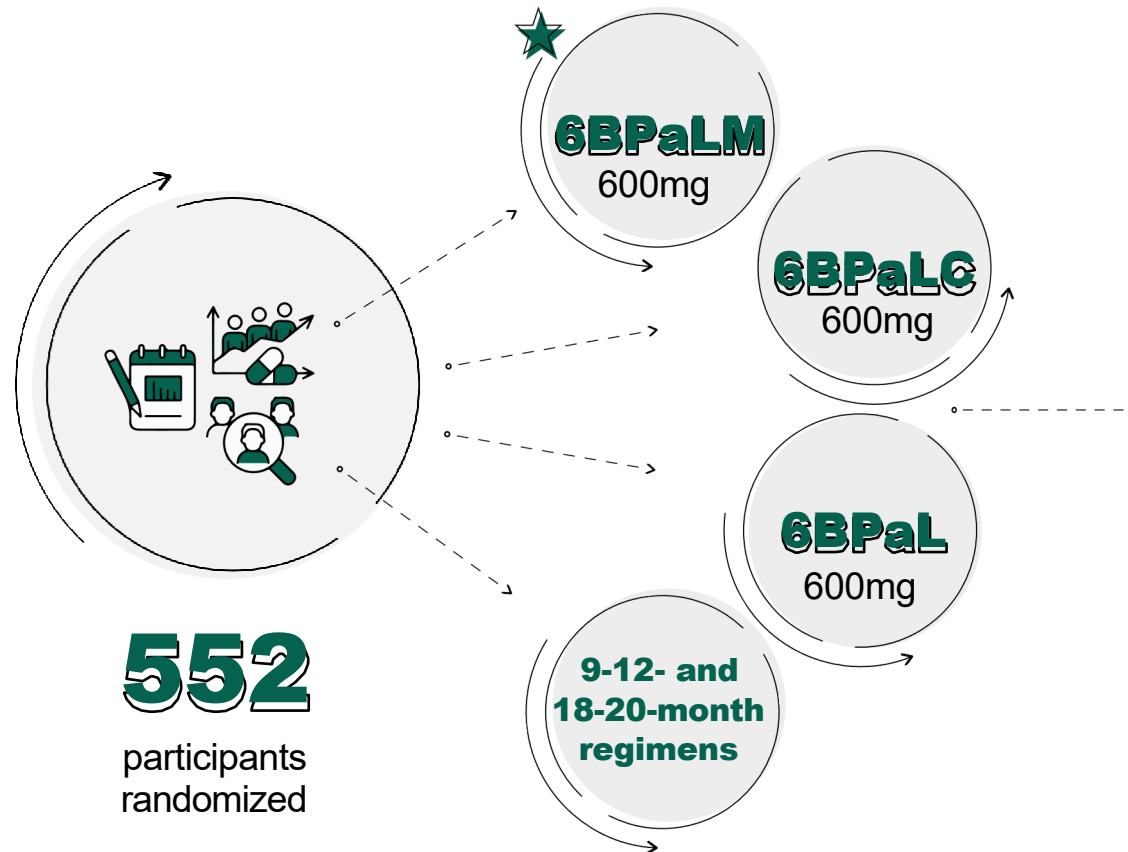 6BPaLM
600mg
6BPaLC
600mg
6BPaL
600mg
9-12- and
18-20-month
regimens
552
participants
randomized